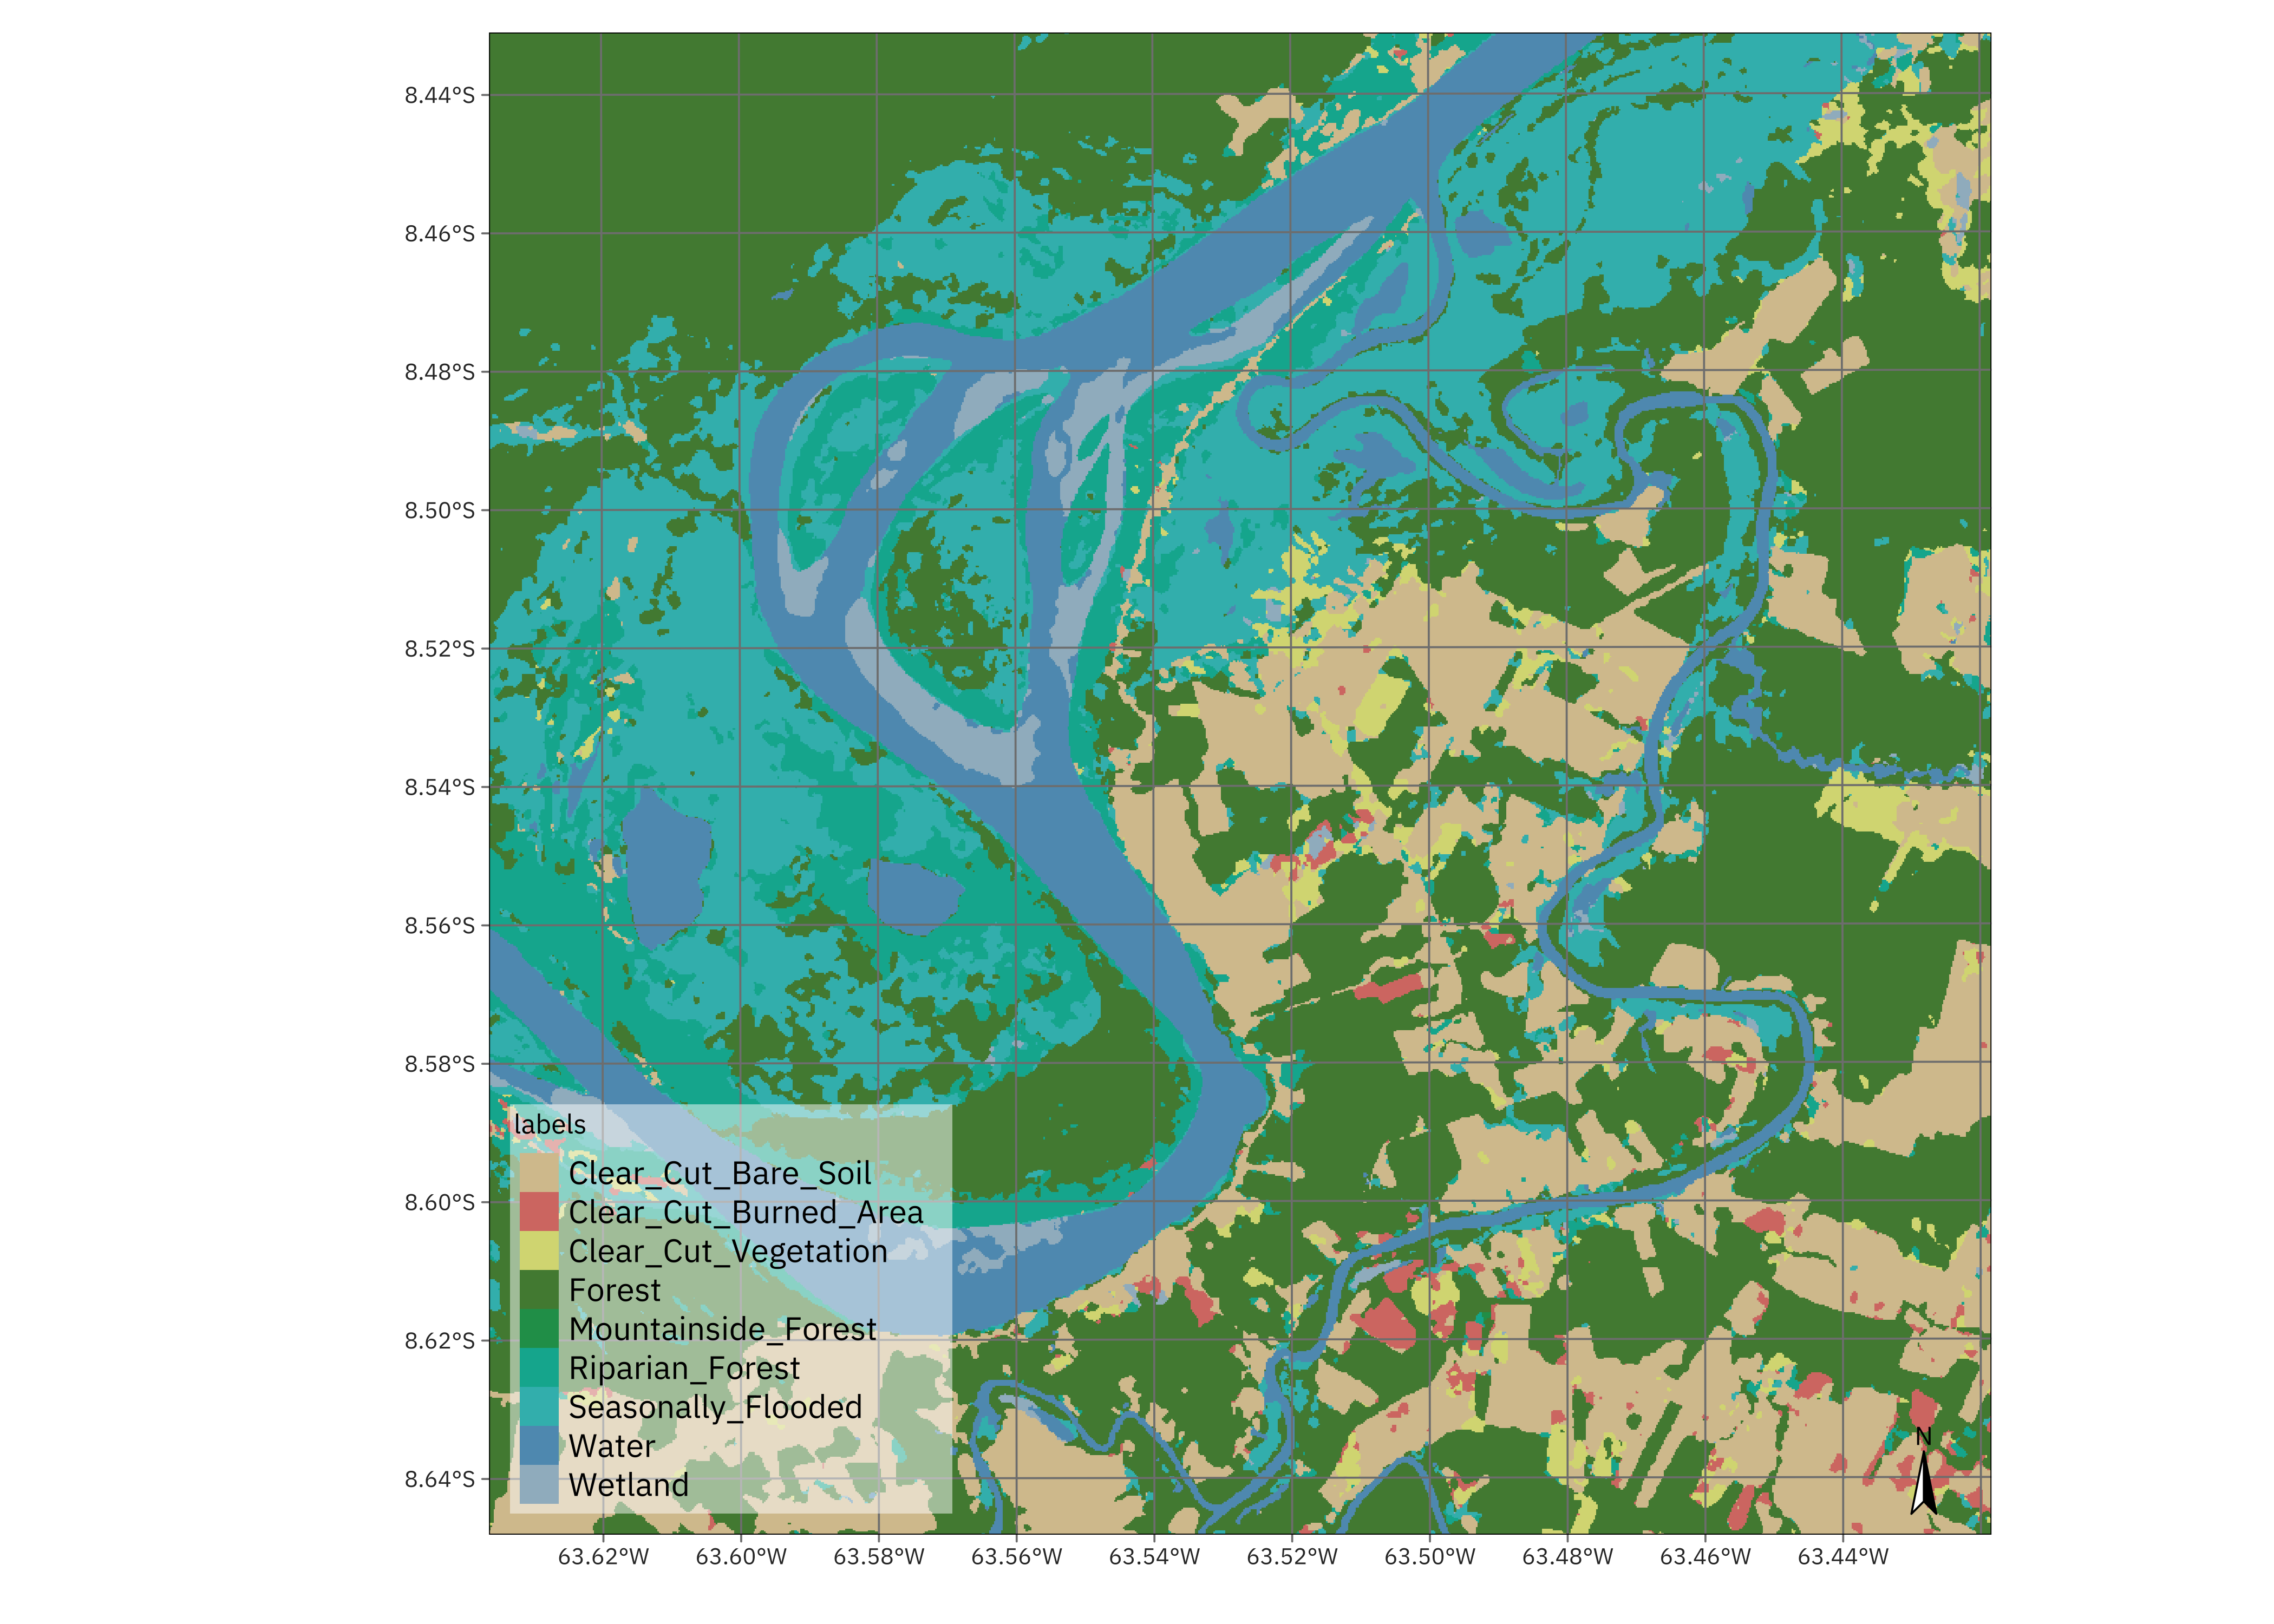 8.44°S
8.46°S
8.48°S
8.50°S
8.52°S
8.54°S
8.56°S
8.58°S
8.60°S
8.62°S
8.64°S
labels
Clear_Cut_Bare_Soil
Clear_Cut_Burned_Area
Clear_Cut_Vegetation
Forest
Mountainside_Forest
Riparian_Forest
Seasonally_Flooded
Water
Wetland
N
63.62°W 63.60°W 63.58°W 63.56°W 63.54°W 63.52°W 63.50°W 63.48°W 63.46°W 63.44°W